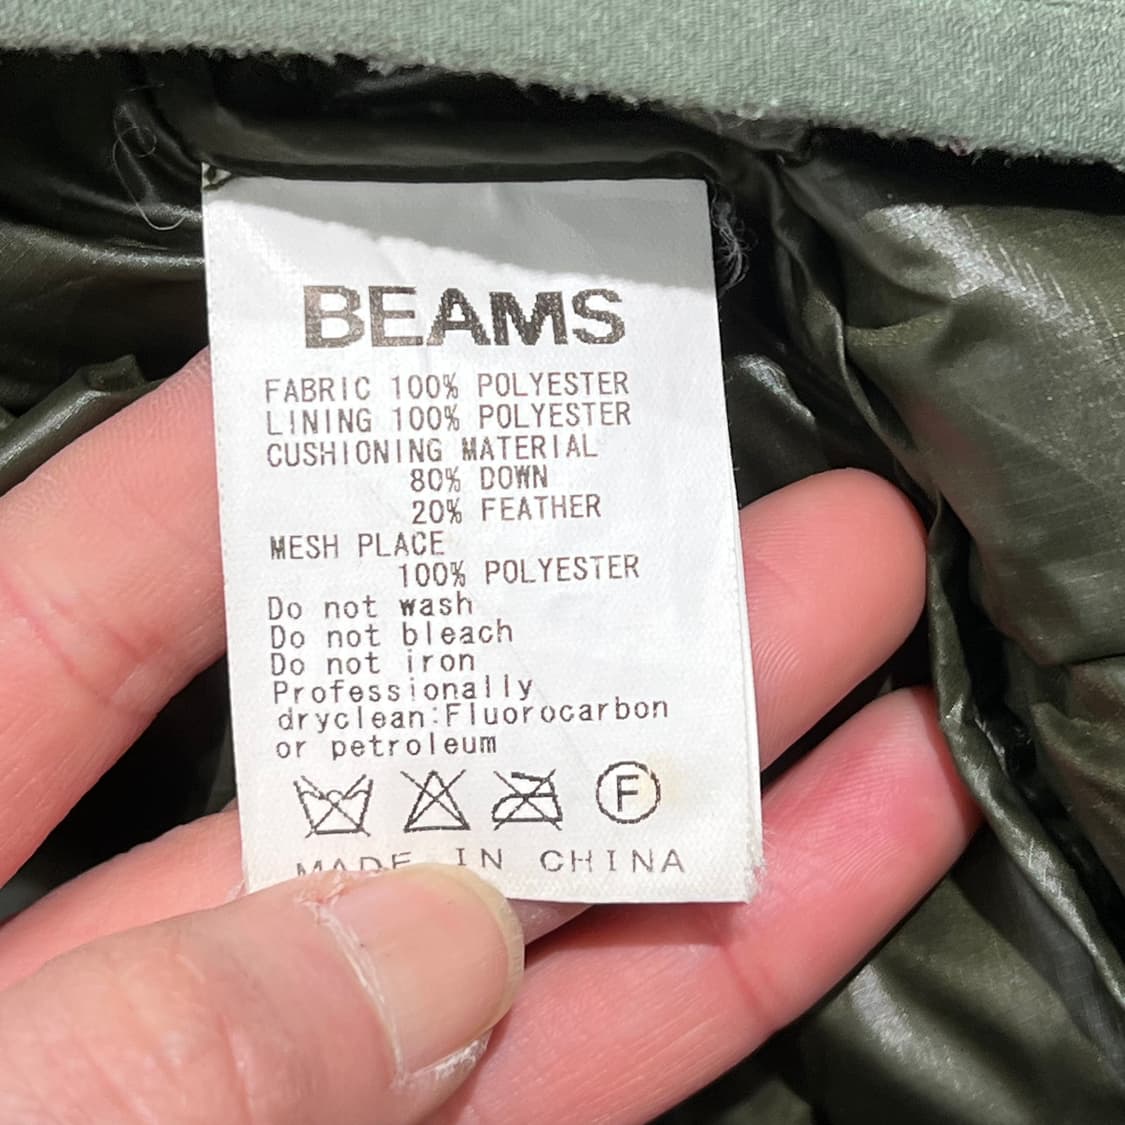 BEAMS
FABRIC 100% POLYESTER
LINING 100% POLYESTER
CUSHIONING MATERIAL
80% DOWN
20% FEATHER
MESH PLACE
100% POLYESTER
Do not wash
Do not bleach
Do not iron
Professionally
dryclean:Fluorocarbon
or petroleum
F
MADE IN CHINA